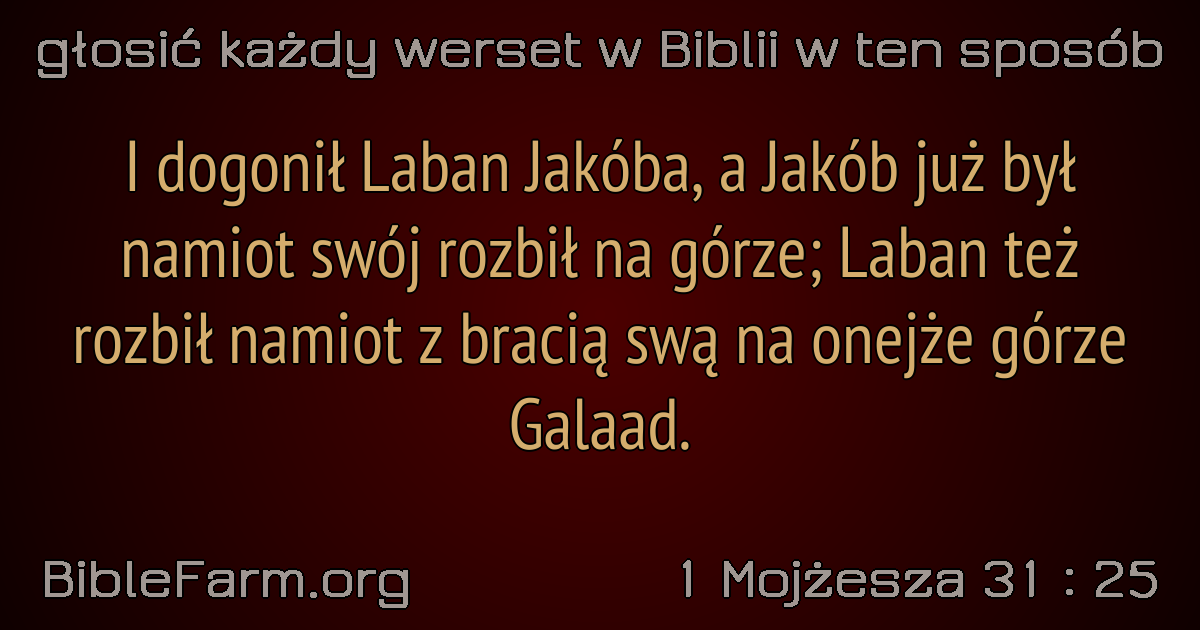 głosić każdy werset w Biblii w ten sposób
I dogonił Laban Jakóba, a Jakób już był
namiot swój rozbił na górze; Laban też
rozbił namiot z bracią swą na onejże górze
Galaad.
BibleFarm.org
1 Mojżesza 31 : 25